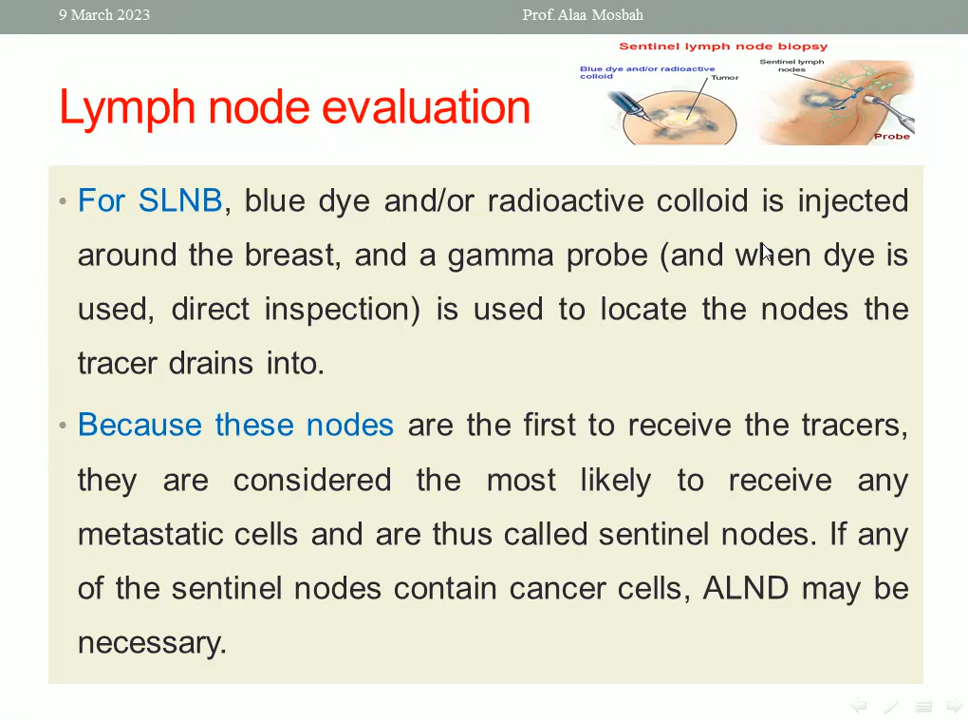 9 March 2023
Prof. Alaa Mosbah
Sentinel lymph node biopsy
Blue dye and/or radioactive
colloid
Tumor
Sentinel lymph
nodes
Probe
Lymph node evaluation
• For SLNB, blue dye and/or radioactive colloid is injected
around the breast, and a gamma probe (and when dye is
used, direct inspection) is used to locate the nodes the
tracer drains into.
• Because these nodes are the first to receive the tracers,
they are considered the most likely to receive any
metastatic cells and are thus called sentinel nodes. If any
of the sentinel nodes contain cancer cells, ALND may be
necessary.